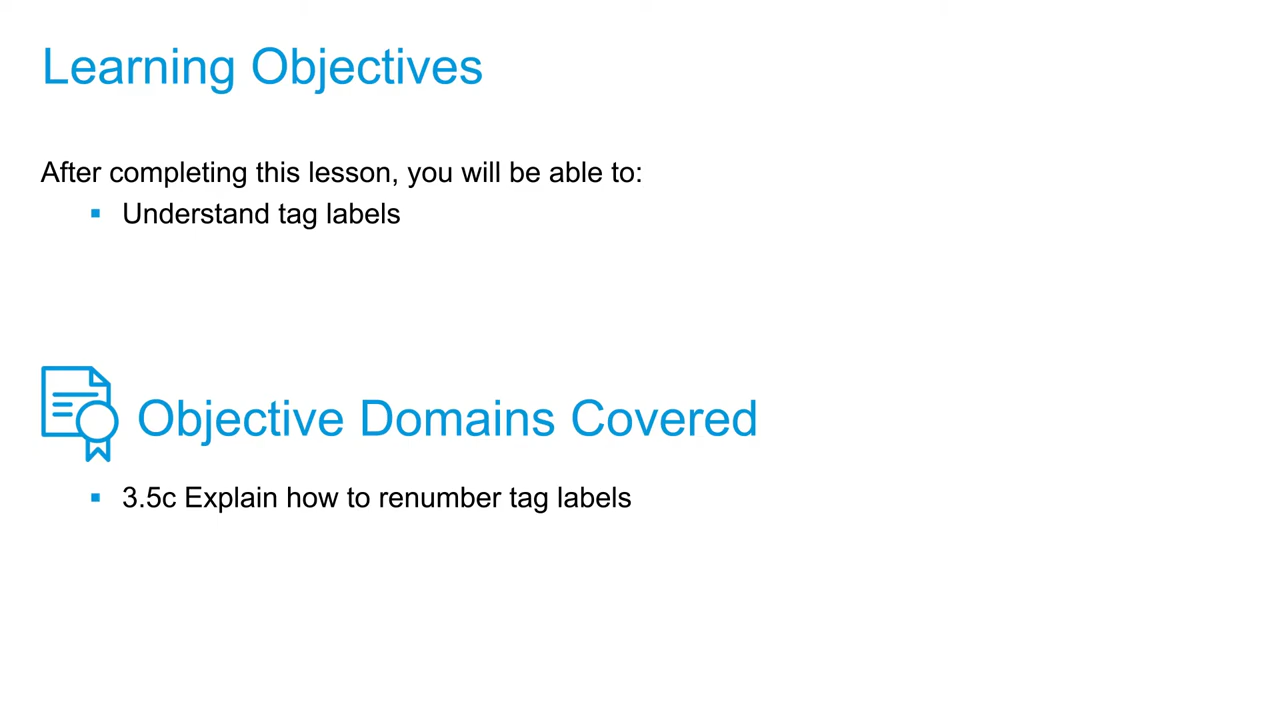 Learning Objectives
After completing this lesson, you will be able to:
▪ Understand tag labels
Objective Domains Covered
▪ 3.5c Explain how to renumber tag labels